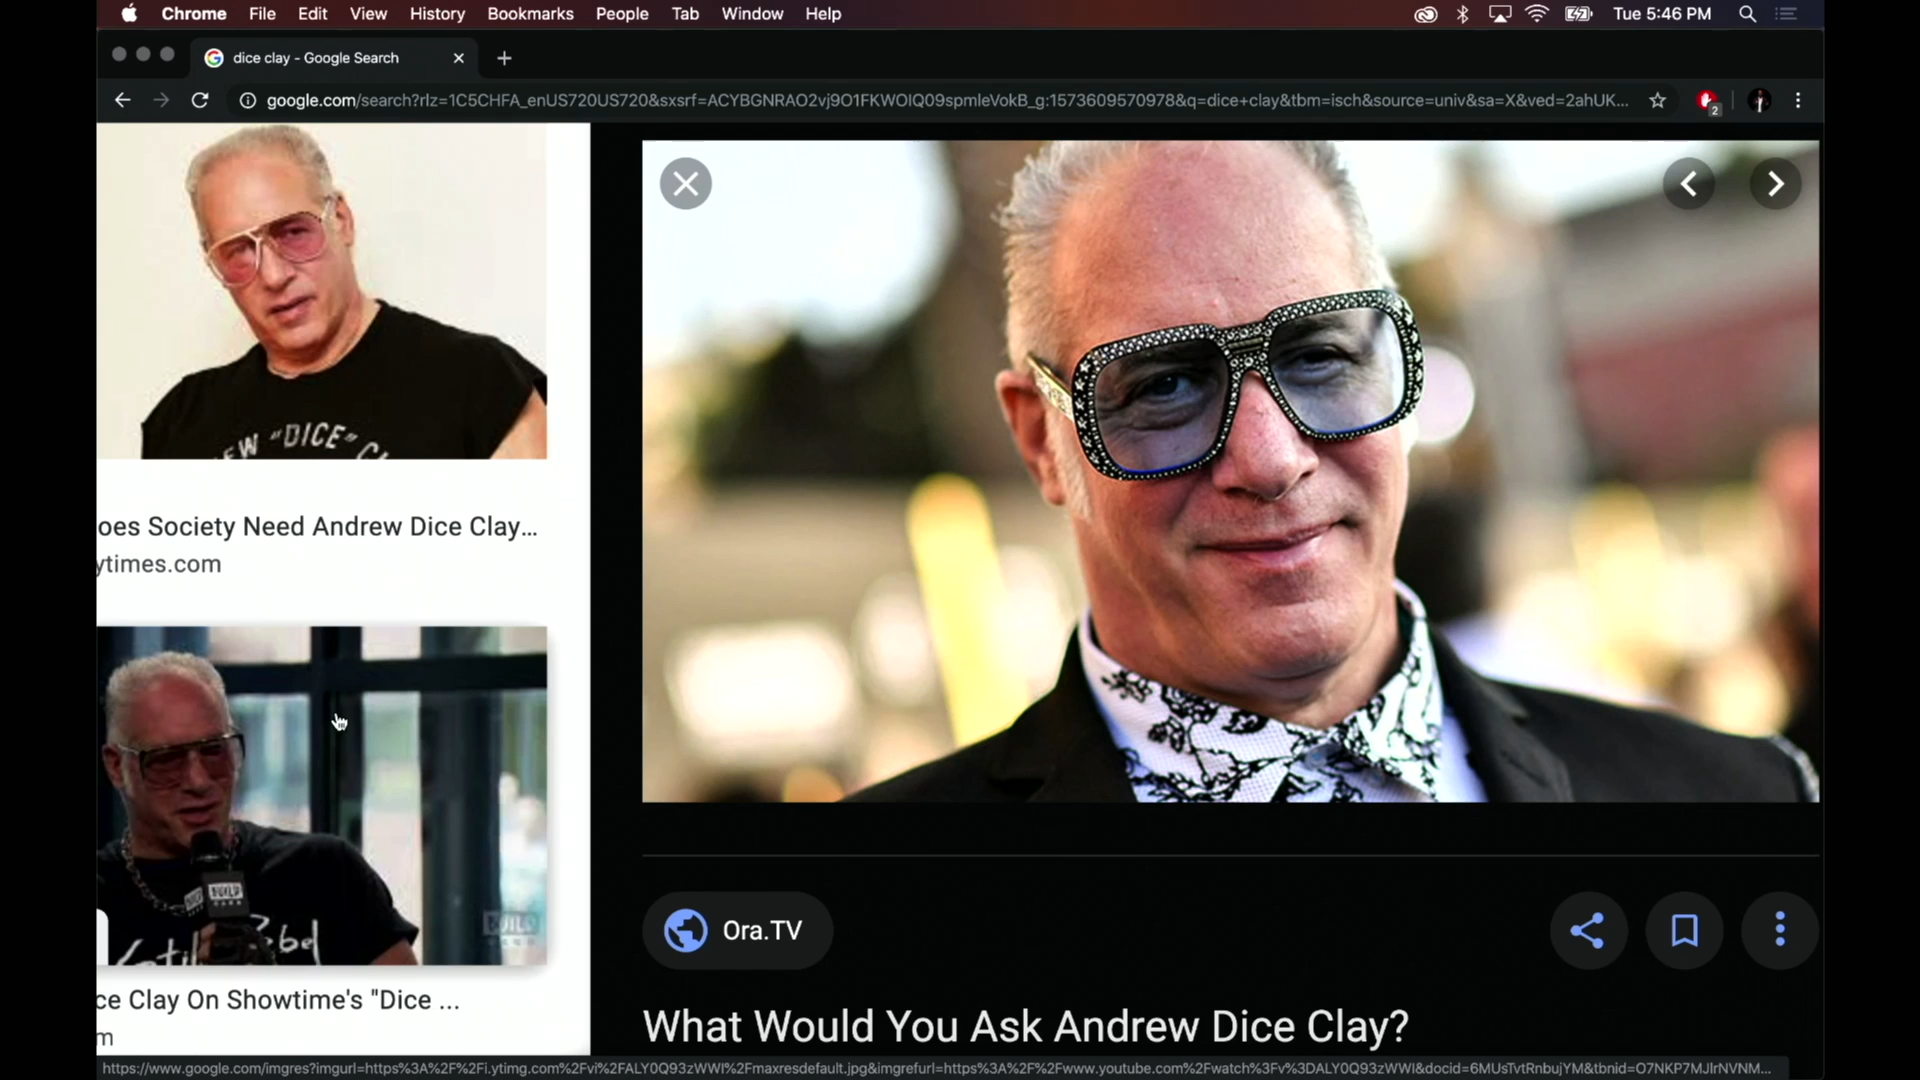 Chrome File Edit View History Bookmarks People Tab Window Help Tue 5:46 PM
dice clay - Google Search
google.com/search?rlz=1C5CHFA_enUS720US720&sxsrf=ACYBGNRAO2vj9O1FKWOIQ09spmleVokB_g:1573609570978&q=dice+clay&tbm=isch&source=univ&sa=X&ved=2ahUK...
2
"DICE"
oes Society Need Andrew Dice Clay...
ytimes.com
BUILD
BUILD
Ora.TV
ce Clay On Showtime's "Dice ...
m
What Would You Ask Andrew Dice Clay?
https://www.google.com/imgres?imgurl=https%3A%2F%2Fi.ytimg.com%2Fvi%2FALY0Q93zWWI%2Fmaxresdefault.jpg&imgrefurl=https%3A%2F%2Fwww.youtube.com%2Fwatch%3Fv%3DALY0Q93zWWI&docid=6MUsTvtRnbujYM&tbnid=O7NKP7MJlrNVNM...